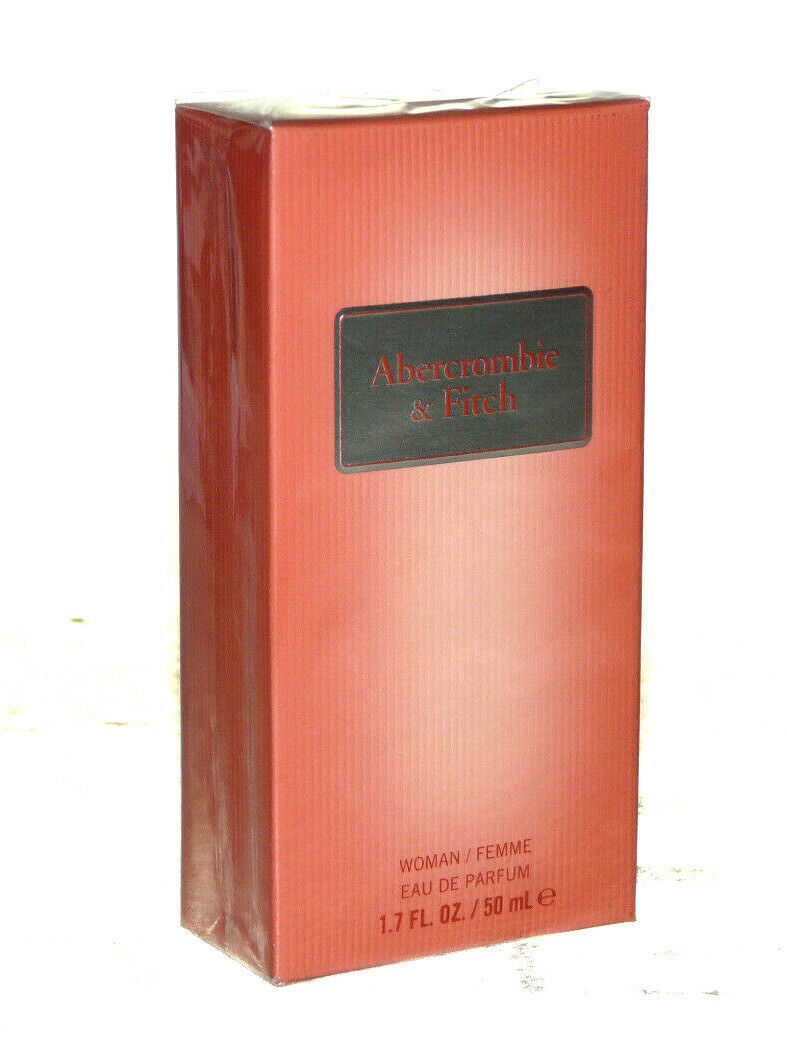 Abercrombie
& Fitch
WOMAN / FEMME
EAU DE PARFUM
1.7 FL. OZ. / 50 mL ℮